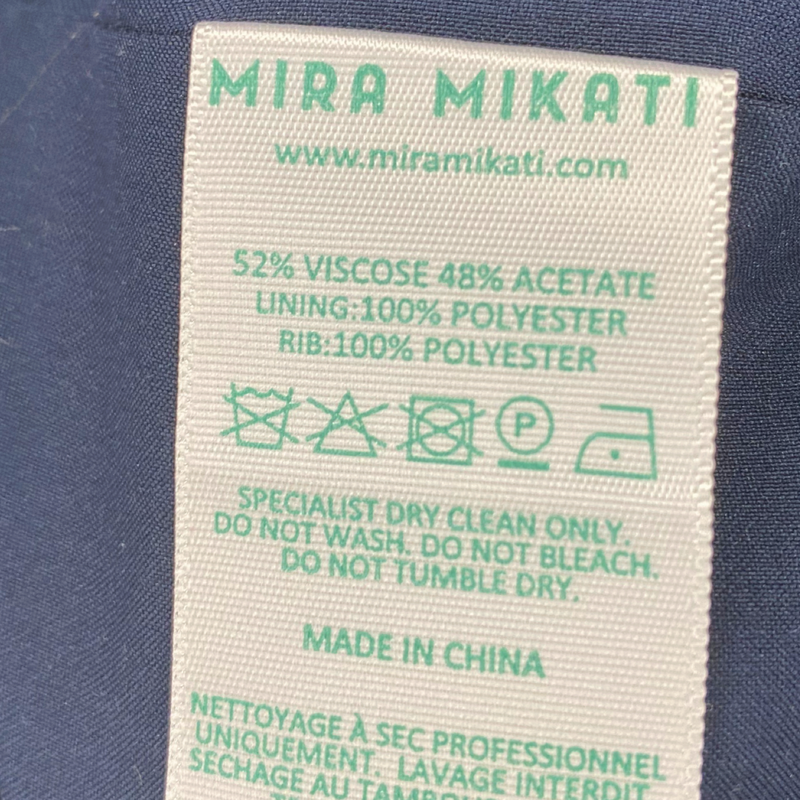 MIRA MIKATI
www.miramikati.com
52% VISCOSE 48% ACETATE
LINING:100% POLYESTER
RIB:100% POLYESTER
P
SPECIALIST DRY CLEAN ONLY.
DO NOT WASH. DO NOT BLEACH.
DO NOT TUMBLE DRY.
MADE IN CHINA
NETTOYAGE À SEC PROFESSIONNEL
UNIQUEMENT. LAVAGE INTERDIT
SECHAGE AU